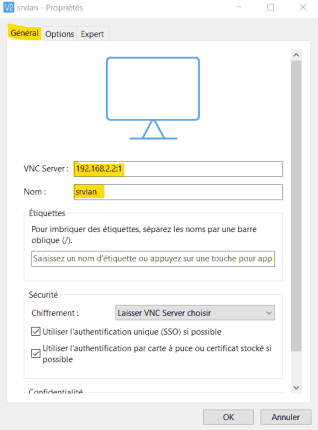 srvlan - Propriétés
Général Options Expert
VNC Server : 192.168.2.2:1
Nom : srvlan
Étiquettes
Pour imbriquer des étiquettes, séparez les noms par une barre
oblique (/).
Saisissez un nom d'étiquette ou appuyez sur une touche pour appl
Sécurité
Chiffrement : Laisser VNC Server choisir
Utiliser l'authentification unique (SSO) si possible
Utiliser l'authentification par carte à puce ou certificat stocké si
possible
Confidentialité
OK Annuler